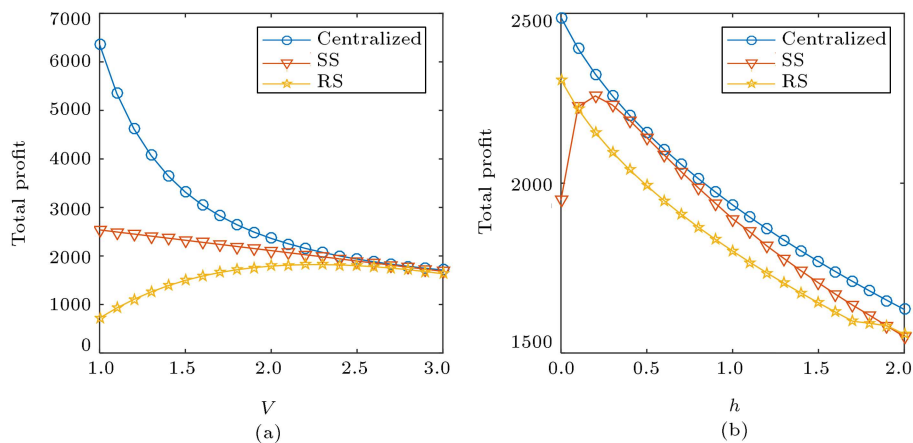 7000
6000
5000
4000
3000
2000
1000
0
Total profit
1.0 1.5 2.0 2.5 3.0
V
(a)
Centralized
SS
RS
2500
2000
1500
Total profit
0.0 0.5 1.0 1.5 2.0
h
(b)
Centralized
SS
RS